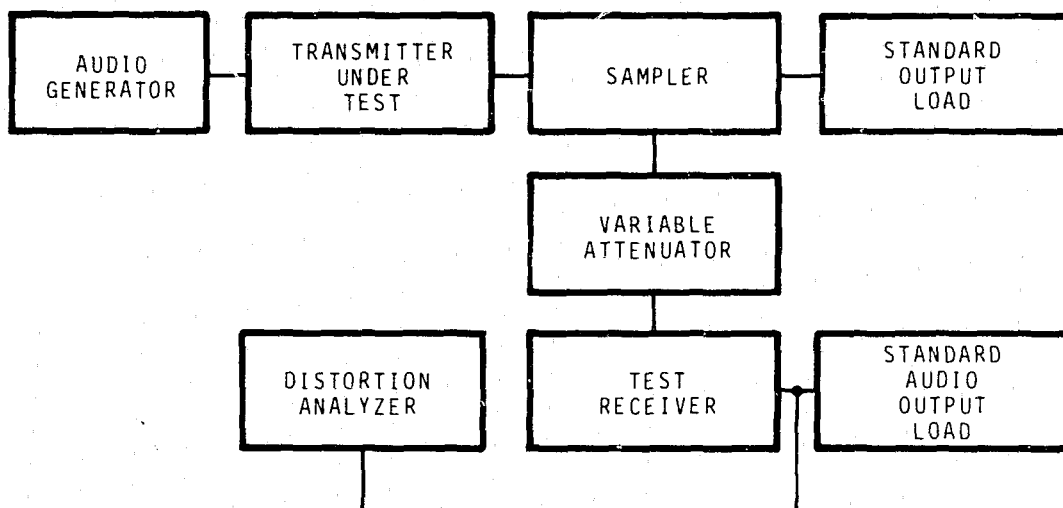 AUDIO
GENERATOR
TRANSMITTER
UNDER
TEST
SAMPLER
STANDARD
OUTPUT
LOAD
VARIABLE
ATTENUATOR
DISTORTION
ANALYZER
TEST
RECEIVER
STANDARD
AUDIO
OUTPUT
LOAD